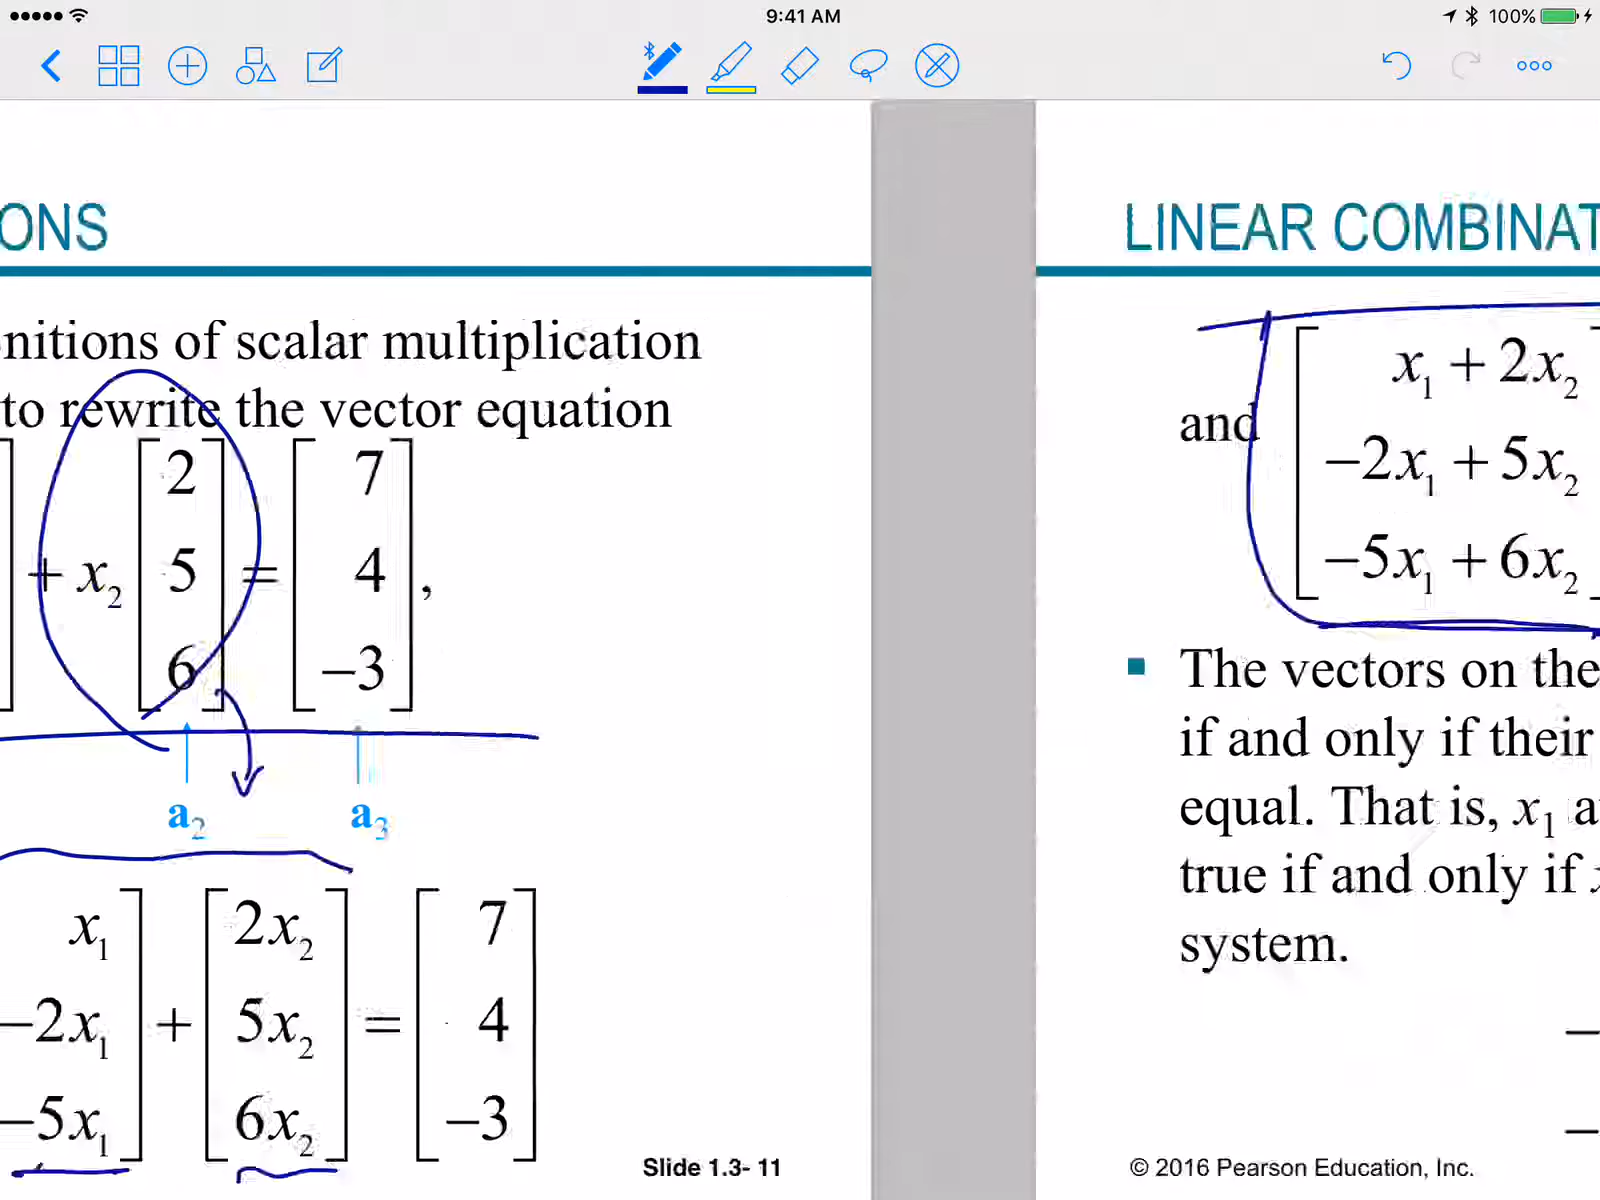 9:41 AM
100%
ONS
nitions of scalar multiplication
to rewrite the vector equation
+ x₂ [2 5 6] = [7 4 −3],
a₂ a₃
[x₁ −2x₁ −5x₁] + [2x₂ 5x₂ 6x₂] = [7 4 −3]
Slide 1.3- 11
LINEAR COMBINAT
x₁ + 2x₂
and
−2x₁ + 5x₂
−5x₁ + 6x₂
The vectors on the
if and only if their
equal. That is, x₁ a
true if and only if
system.
−
−
© 2016 Pearson Education, Inc.